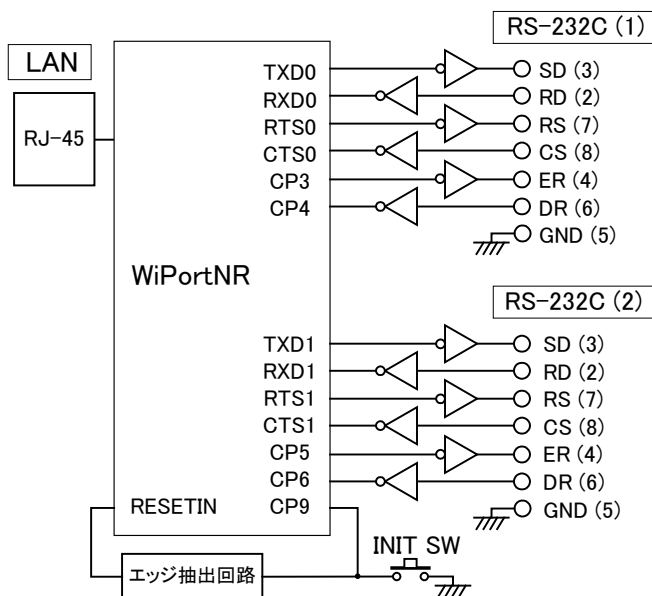 RS-232C (1)
LAN
RJ-45
TXD0
RXD0
RTS0
CTS0
CP3
CP4
SD (3)
RD (2)
RS (7)
CS (8)
ER (4)
DR (6)
GND (5)
WiPortNR
RS-232C (2)
TXD1
RXD1
RTS1
CTS1
CP5
CP6
CP9
SD (3)
RD (2)
RS (7)
CS (8)
ER (4)
DR (6)
GND (5)
RESETIN
INIT SW
エッジ抽出回路